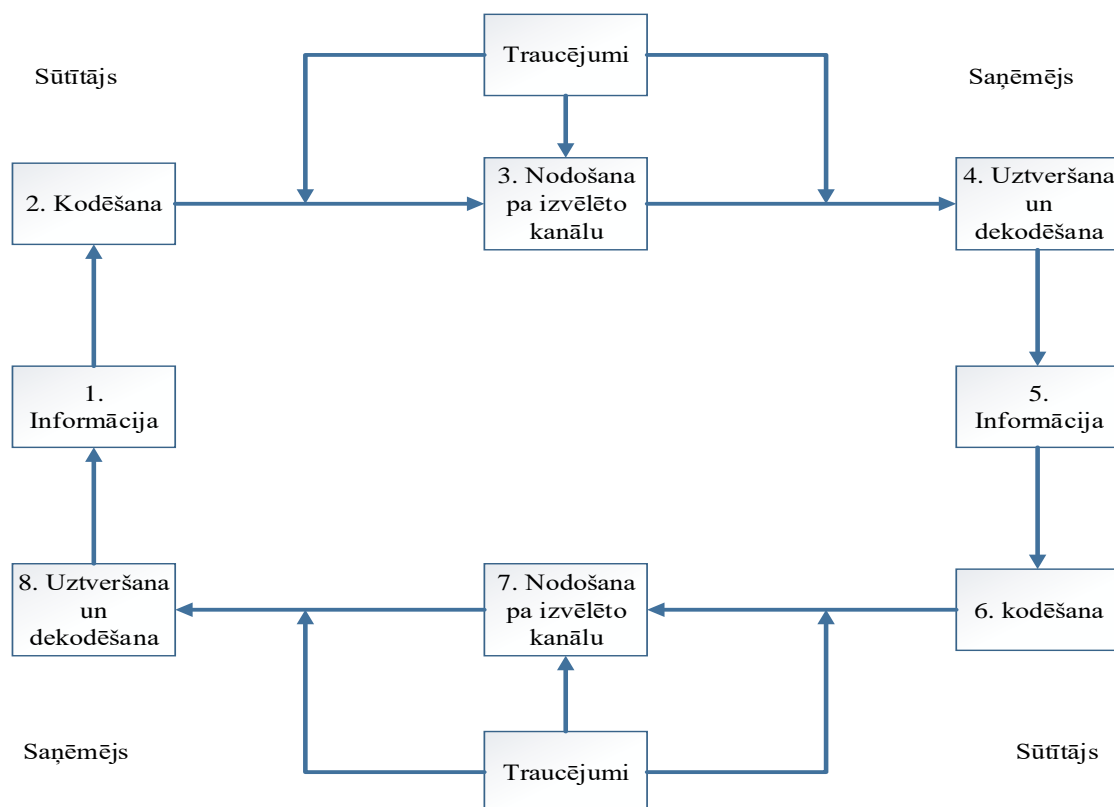 Traucējumi
Sūtītājs
Saņēmējs
2. Kodēšana
3. Nodošana
pa izvēlēto
kanālu
4. Uztveršana
un
dekodēšana
1.
Informācija
5.
Informācija
8. Uztveršana
un
dekodēšana
7. Nodošana
pa izvēlēto
kanālu
6. kodēšana
Saņēmējs
Traucējumi
Sūtītājs